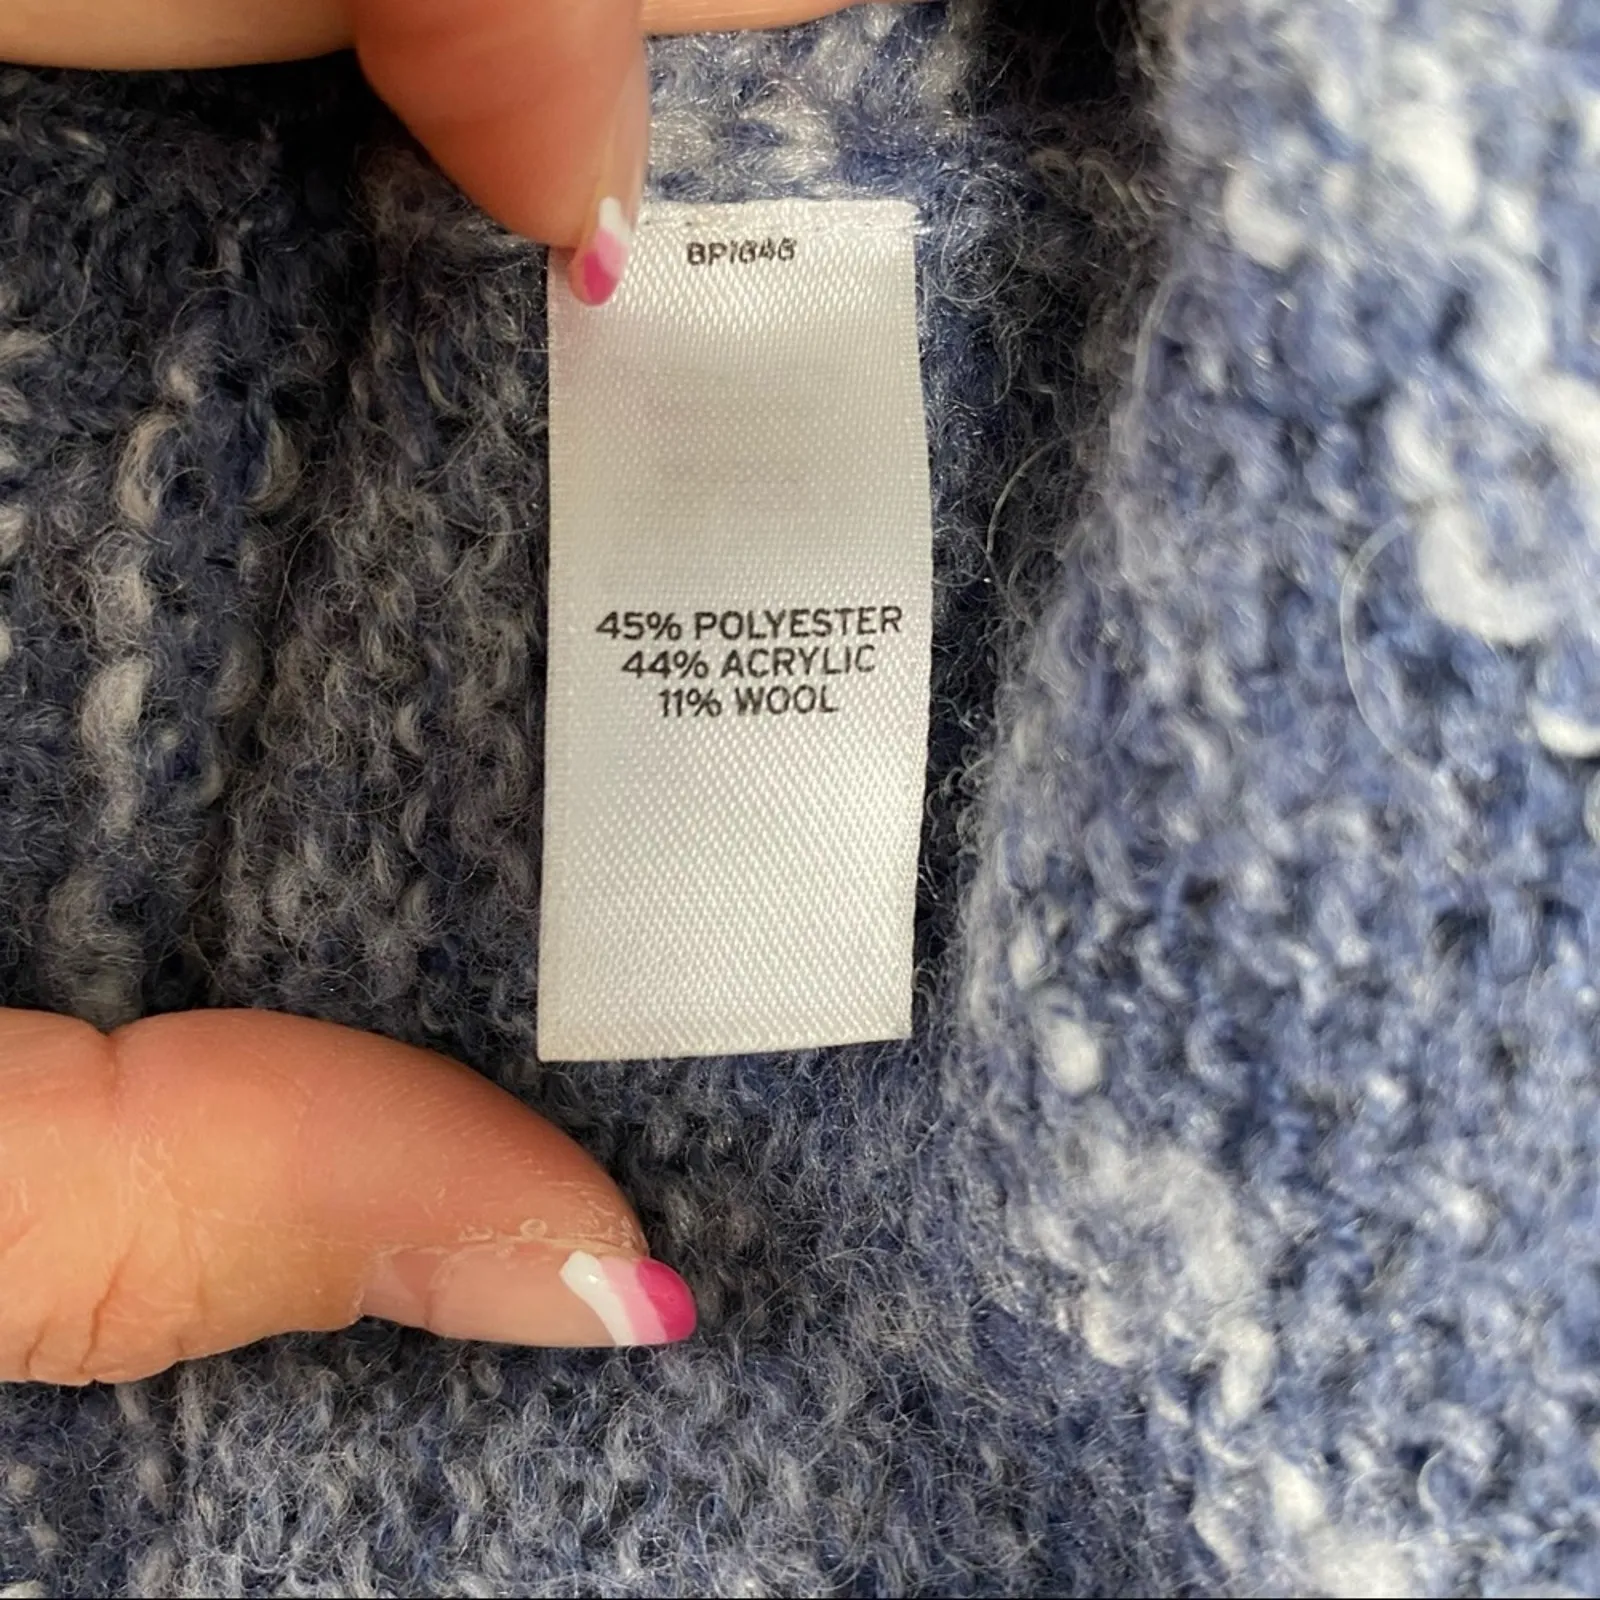 BP1646
45% POLYESTER
44% ACRYLIC
11% WOOL